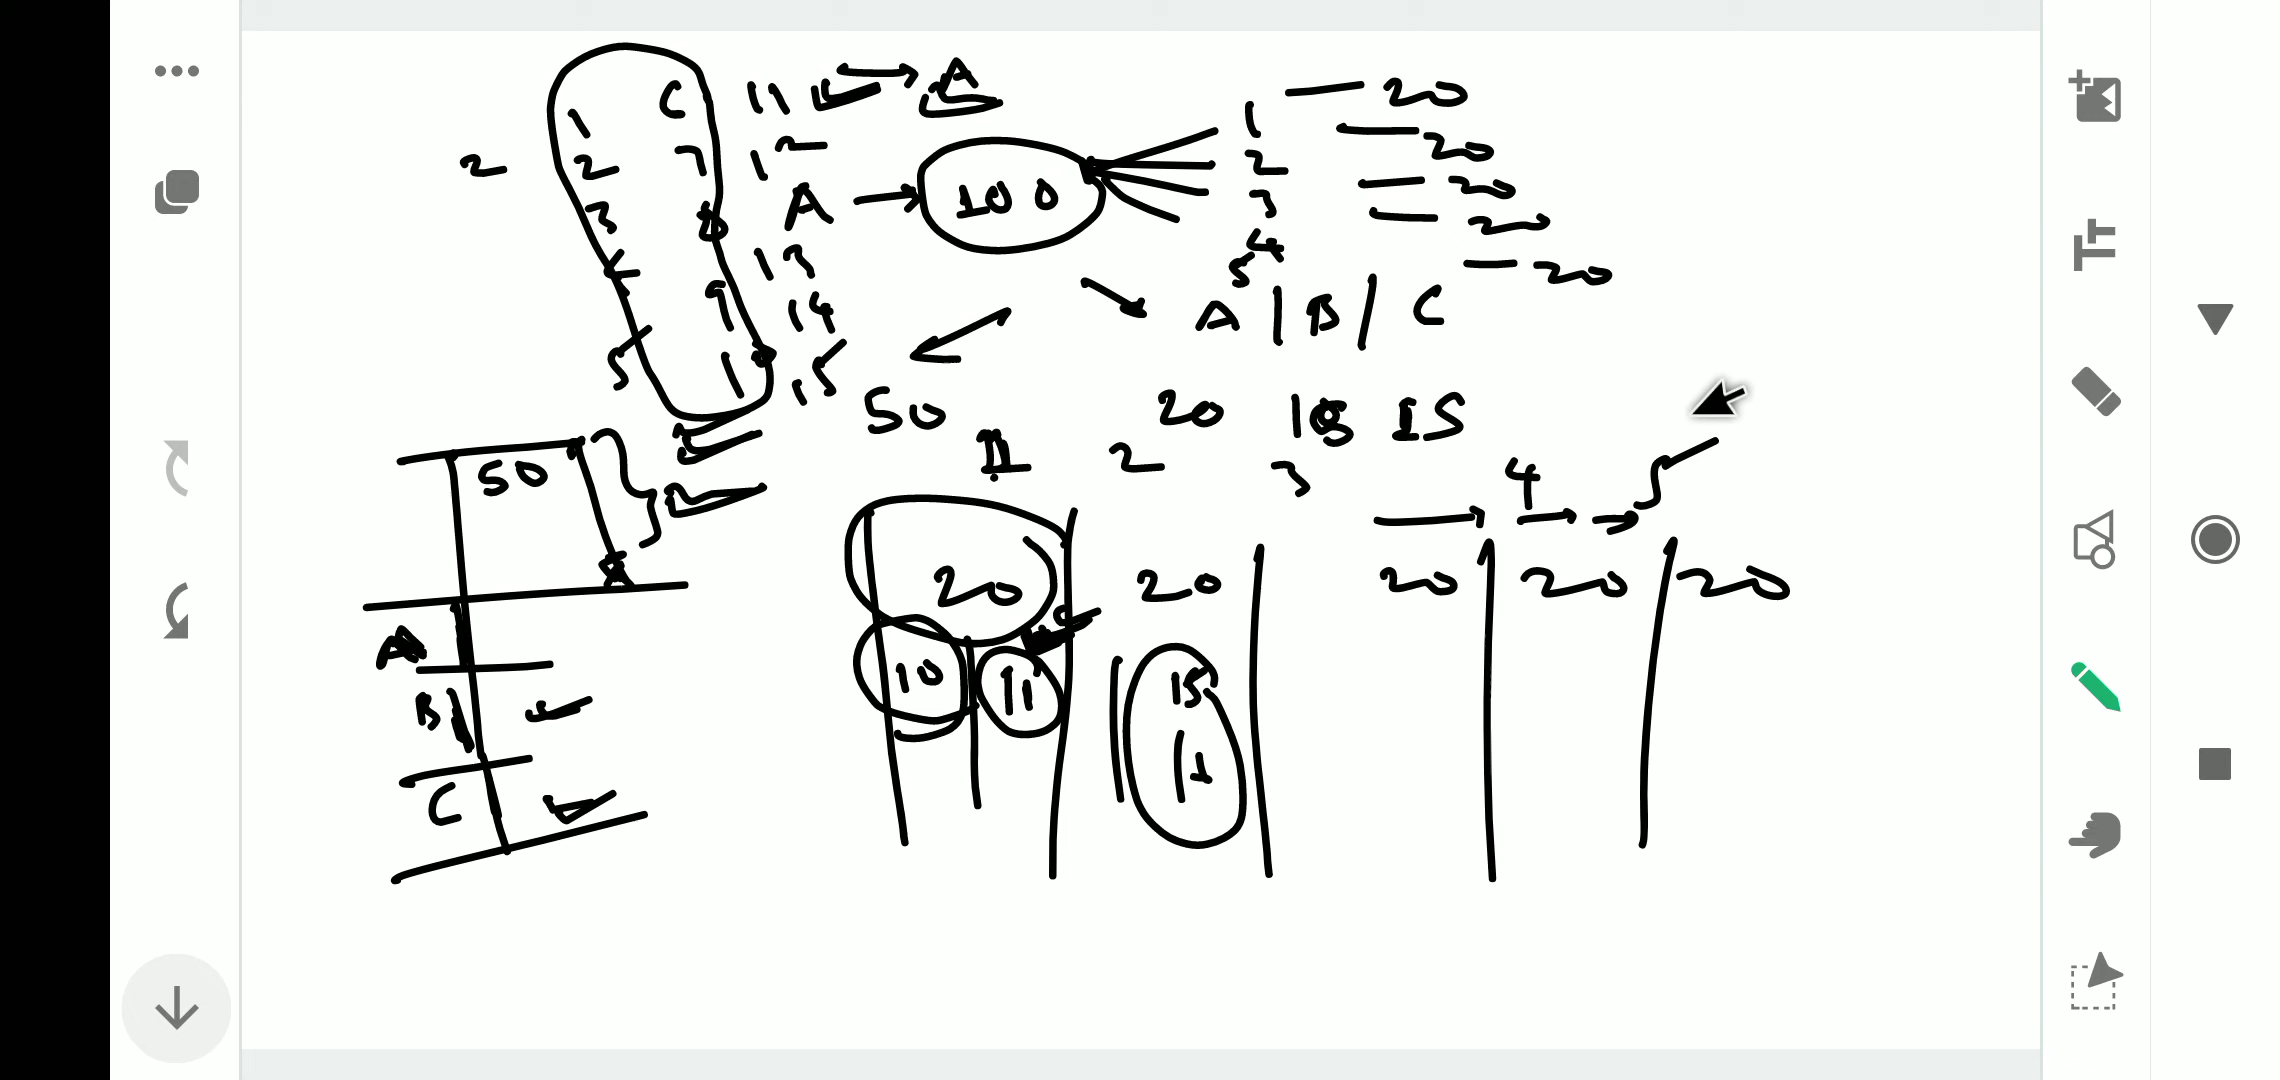 C 11 A
1 1 20
2 2 7 12 2 20
3 A 100 3 20
13 4 20
9 14 5 20
5 1 15 A | B | C
50 20 18 15
50 11 2 3 4 5
20 20 20 20 20
A
B 10 11 15
C 11